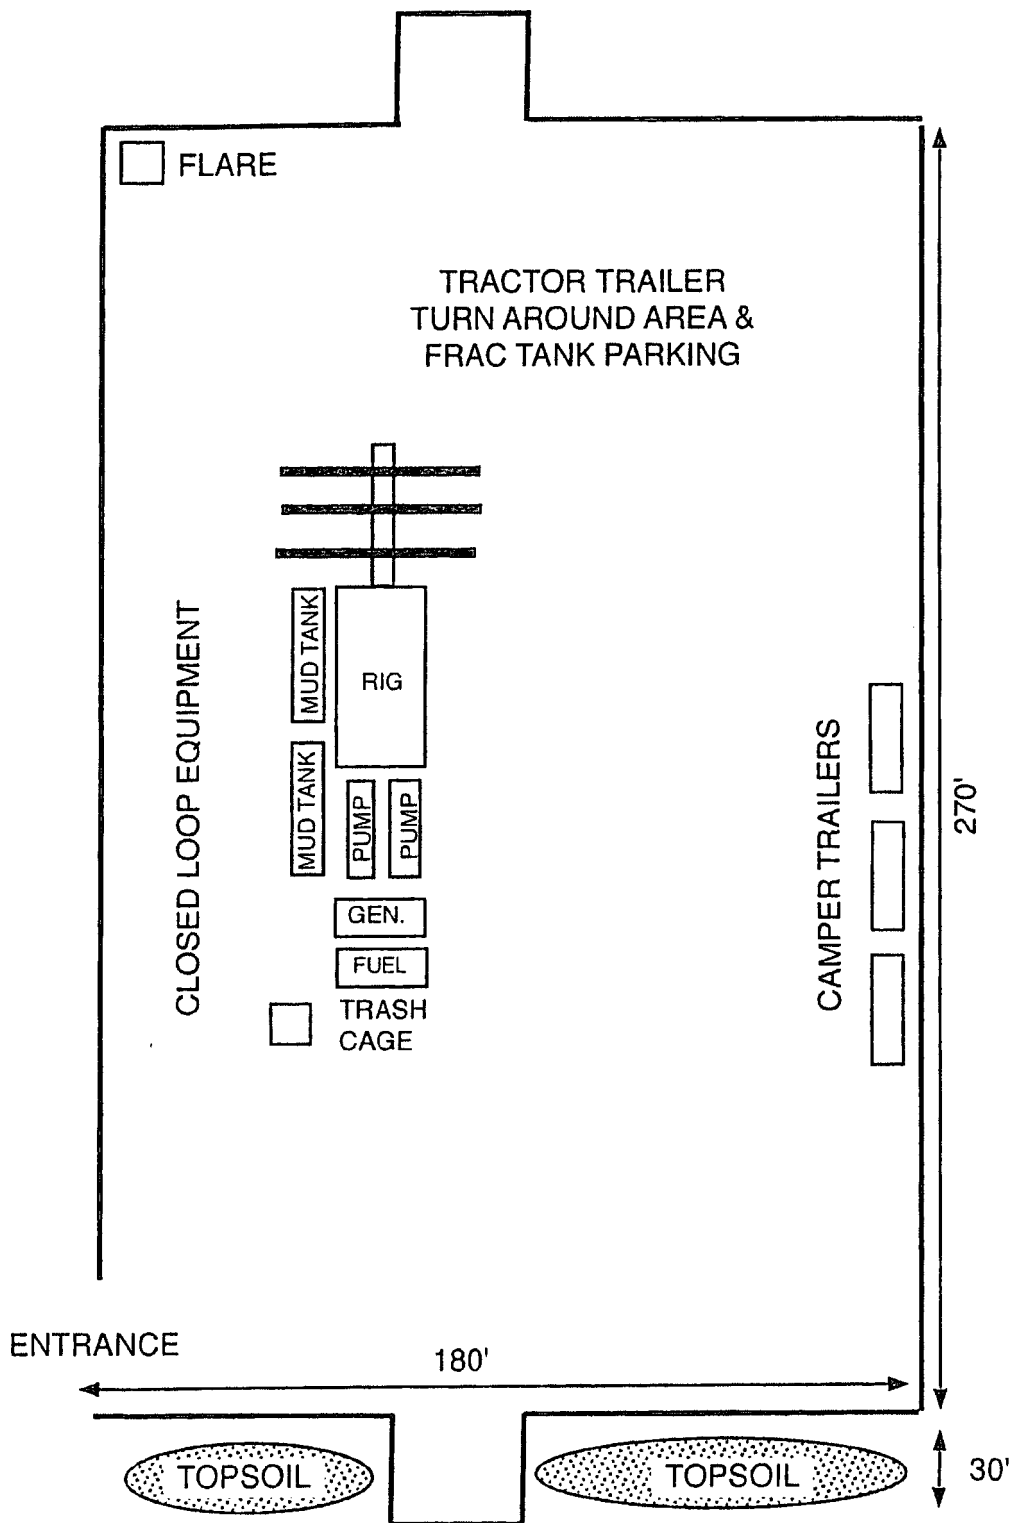 FLARE
TRACTOR TRAILER
TURN AROUND AREA &
FRAC TANK PARKING
CLOSED LOOP EQUIPMENT
MUD TANK
RIG
MUD TANK
PUMP
PUMP
GEN.
FUEL
TRASH
CAGE
CAMPER TRAILERS
270'
ENTRANCE
180'
TOPSOIL
TOPSOIL
30'